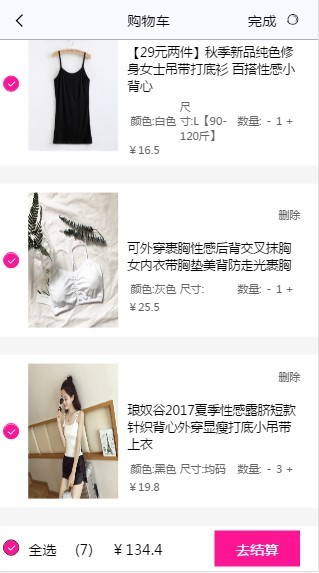 购物车
完成
【29元两件】秋季新品纯色修
身女士吊带打底衫 百搭性感小
背心
颜色:白色 尺寸:L【90-120斤】 数量: - 1 +
￥16.5
删除
可外穿裹胸性感后背交叉抹胸
女内衣带胸垫美背防走光裹胸
颜色:灰色 尺寸: 数量: - 1 +
￥25.5
删除
琅奴谷2017夏季性感露脐短款
针织背心外穿显瘦打底小吊带
上衣
颜色:黑色 尺寸:均码 数量: - 3 +
￥19.8
全选 (7) ￥134.4 去结算